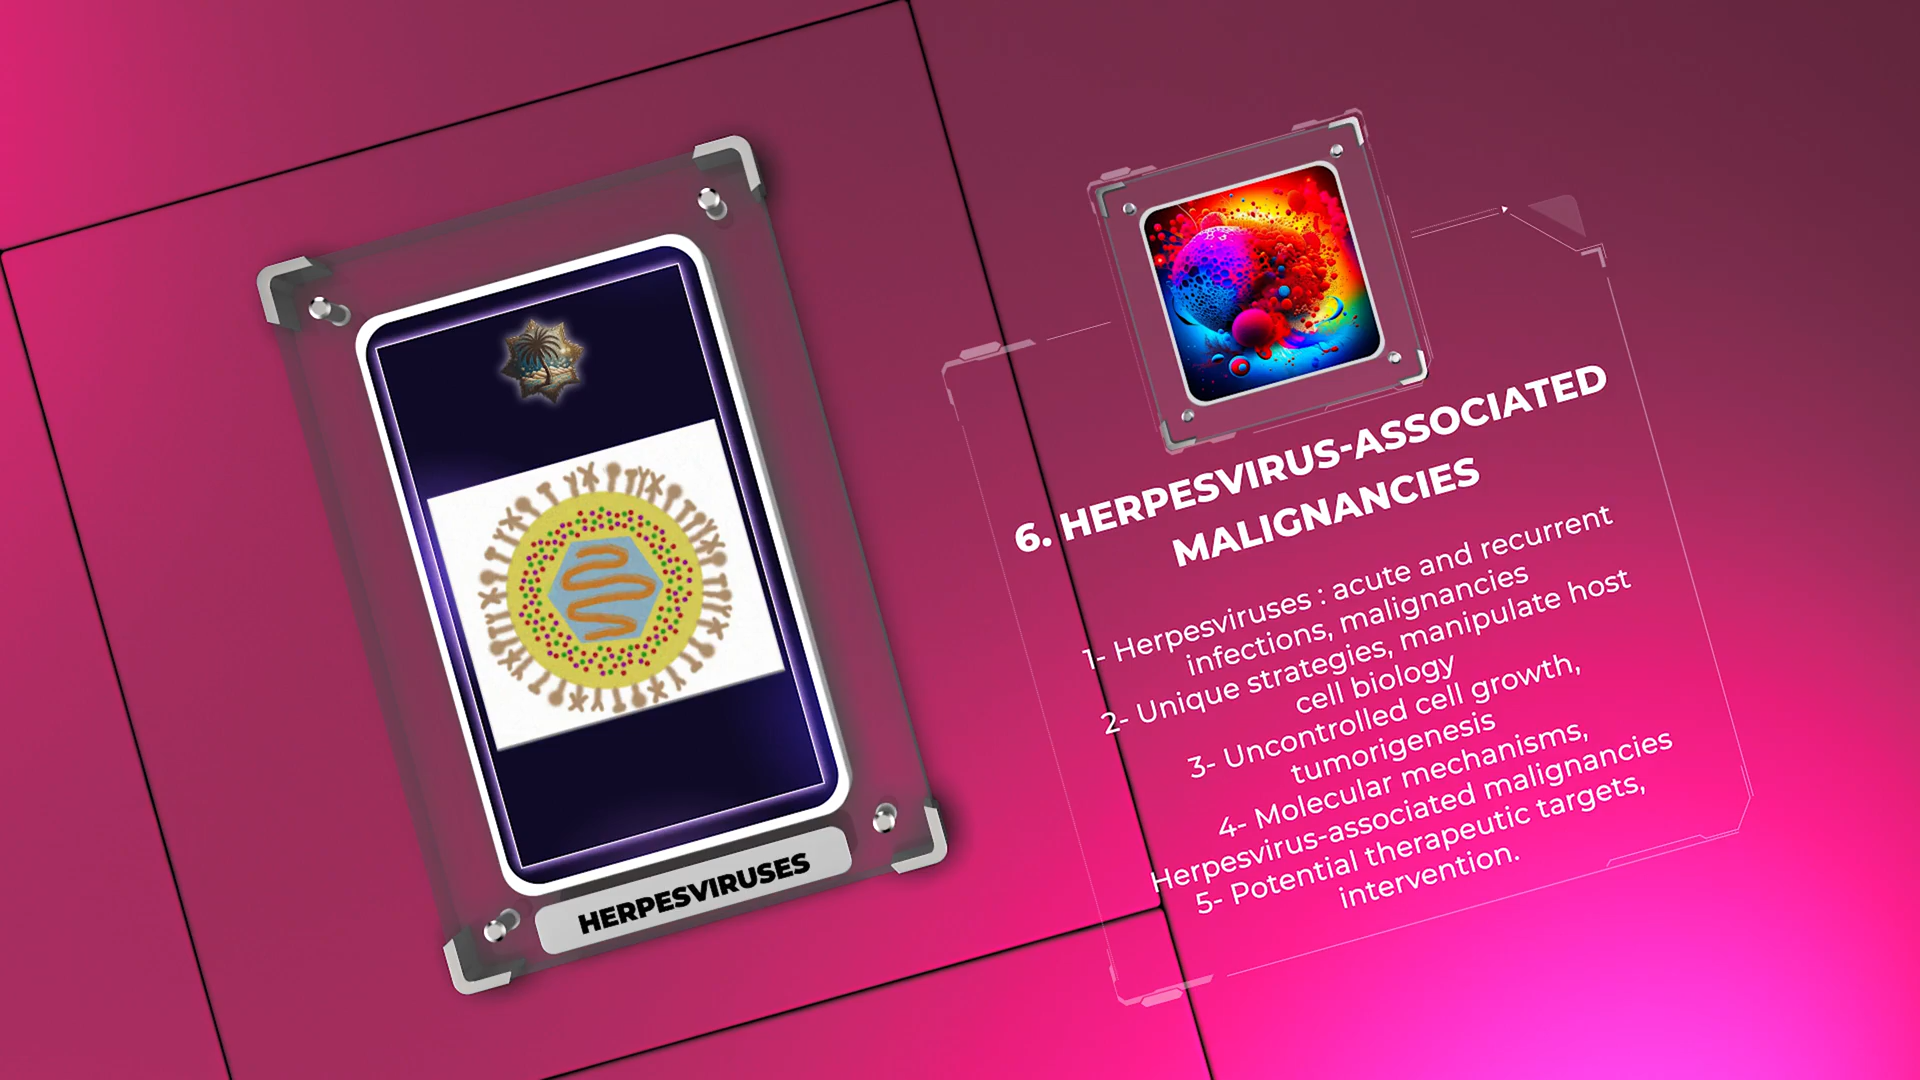 HERPESVIRUSES
6. HERPESVIRUS-ASSOCIATED
MALIGNANCIES
1- Herpesviruses : acute and recurrent
infections, malignancies
2- Unique strategies, manipulate host
cell biology
3- Uncontrolled cell growth,
tumorigenesis
4- Molecular mechanisms,
Herpesvirus-associated malignancies
5- Potential therapeutic targets,
intervention.